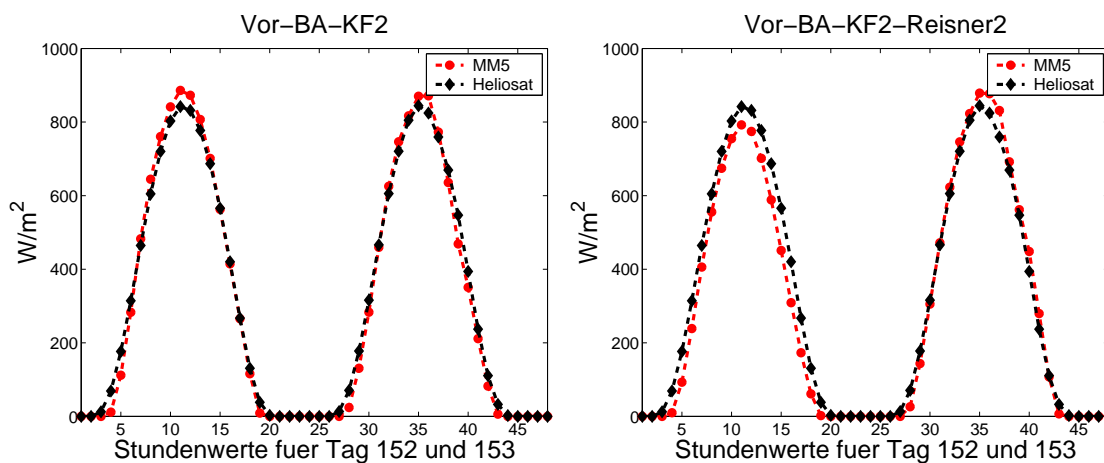 Vor–BA–KF2
1000
800
600
400
200
0
W/m²
MM5
Heliosat
5 10 15 20 25 30 35 40 45
Stundenwerte fuer Tag 152 und 153
Vor–BA–KF2–Reisner2
1000
800
600
400
200
0
W/m²
MM5
Heliosat
5 10 15 20 25 30 35 40 45
Stundenwerte fuer Tag 152 und 153